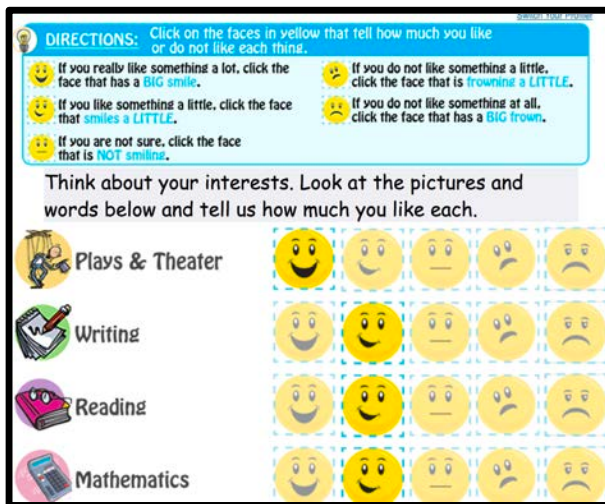 Switch Your Profiler
DIRECTIONS: Click on the faces in yellow that tell how much you like
or do not like each thing.
If you really like something a lot, click the
face that has a BIG smile.
If you like something a little, click the face
that smiles a LITTLE.
If you are not sure, click the face
that is NOT smiling.
If you do not like something a little,
click the face that is frowning a LITTLE.
If you do not like something at all,
click the face that has a BIG frown.
Think about your interests. Look at the pictures and
words below and tell us how much you like each.
Plays & Theater
Writing
Reading
Mathematics